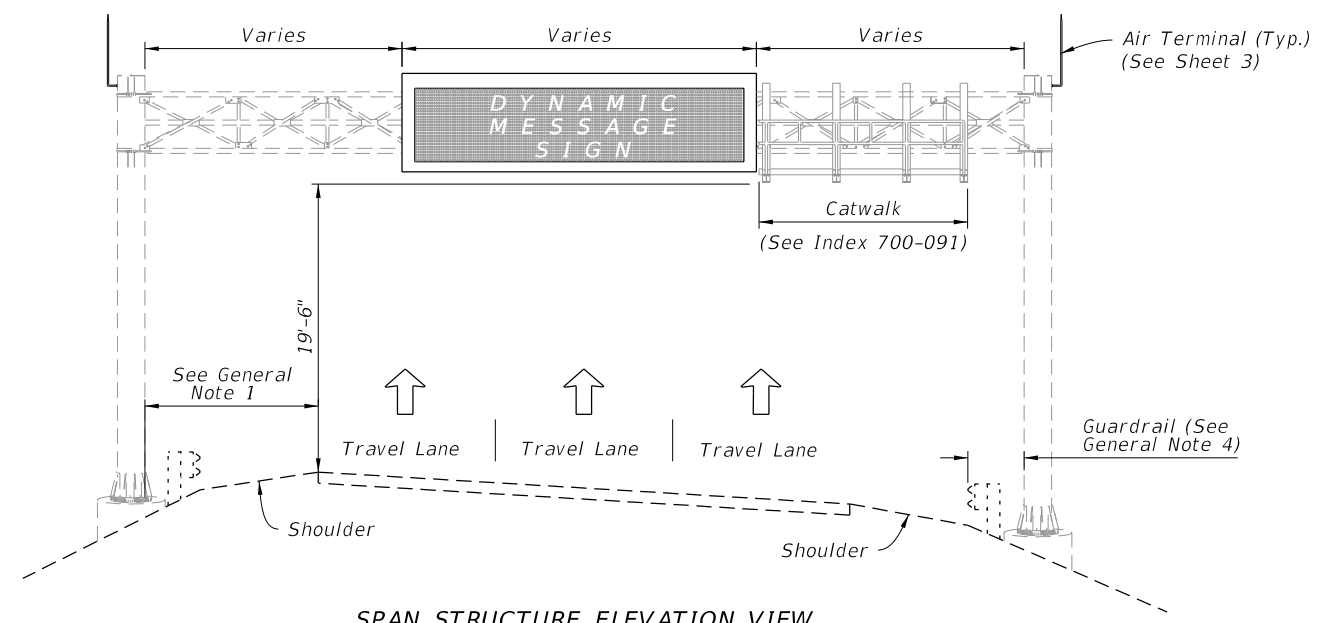 Varies
Varies
Varies
Air Terminal (Typ.)
(See Sheet 3)
DYNAMIC
MESSAGE
SIGN
Catwalk
(See Index 700-091)
19'-6"
See General
Note 1
Travel Lane
Travel Lane
Travel Lane
Guardrail (See
General Note 4)
Shoulder
Shoulder
SPAN STRUCTURE ELEVATION VIEW